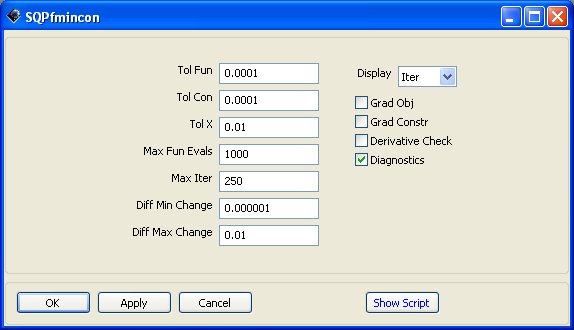 SQPfmincon
Tol Fun 0.0001
Tol Con 0.0001
Tol X 0.01
Max Fun Evals 1000
Max Iter 250
Diff Min Change 0.000001
Diff Max Change 0.01
Display Iter
Grad Obj
Grad Constr
Derivative Check
Diagnostics
OK Apply Cancel Show Script